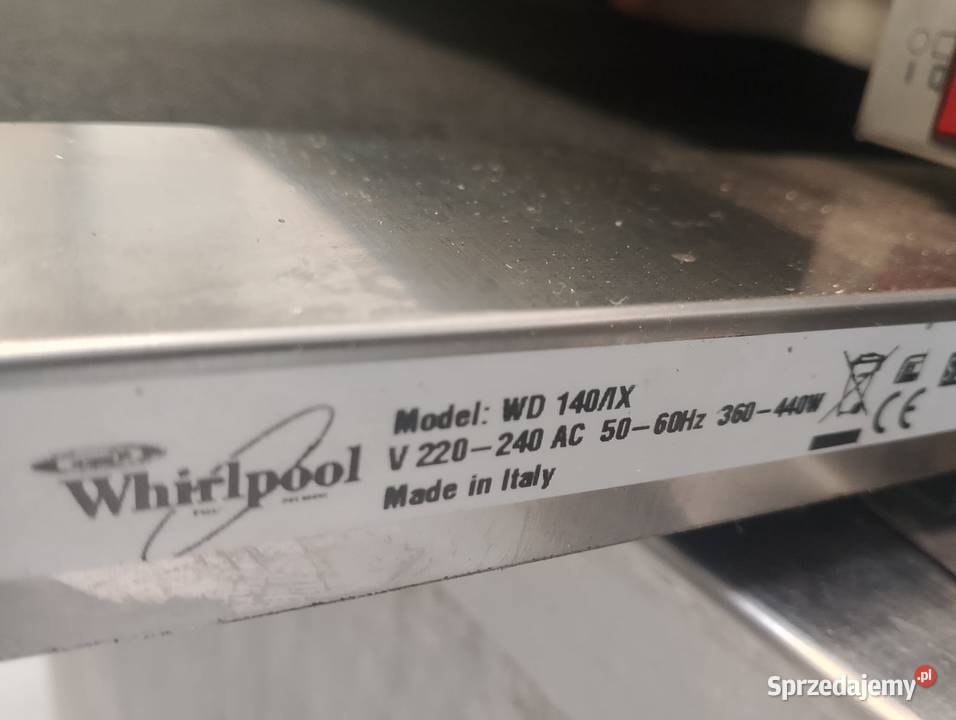 Whirlpool
Model: WD 140/IX
V 220-240 AC 50-60Hz 360-440W
Made in Italy
CE
Sprzedajemy.pl